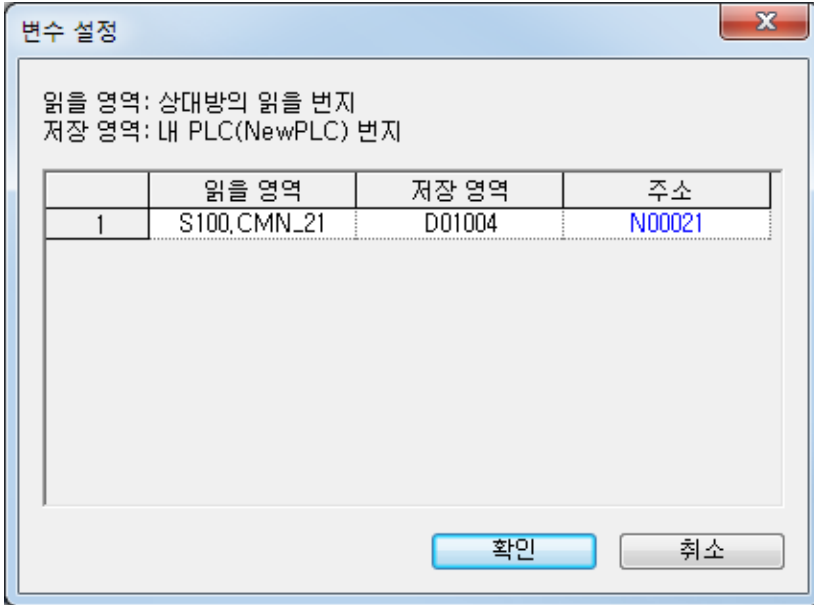 변수 설정
읽을 영역: 상대방의 읽을 번지
저장 영역: 내 PLC(NewPLC) 번지
읽을 영역 저장 영역 주소
1 S100,CMN_21 D01004 N00021
확인 취소